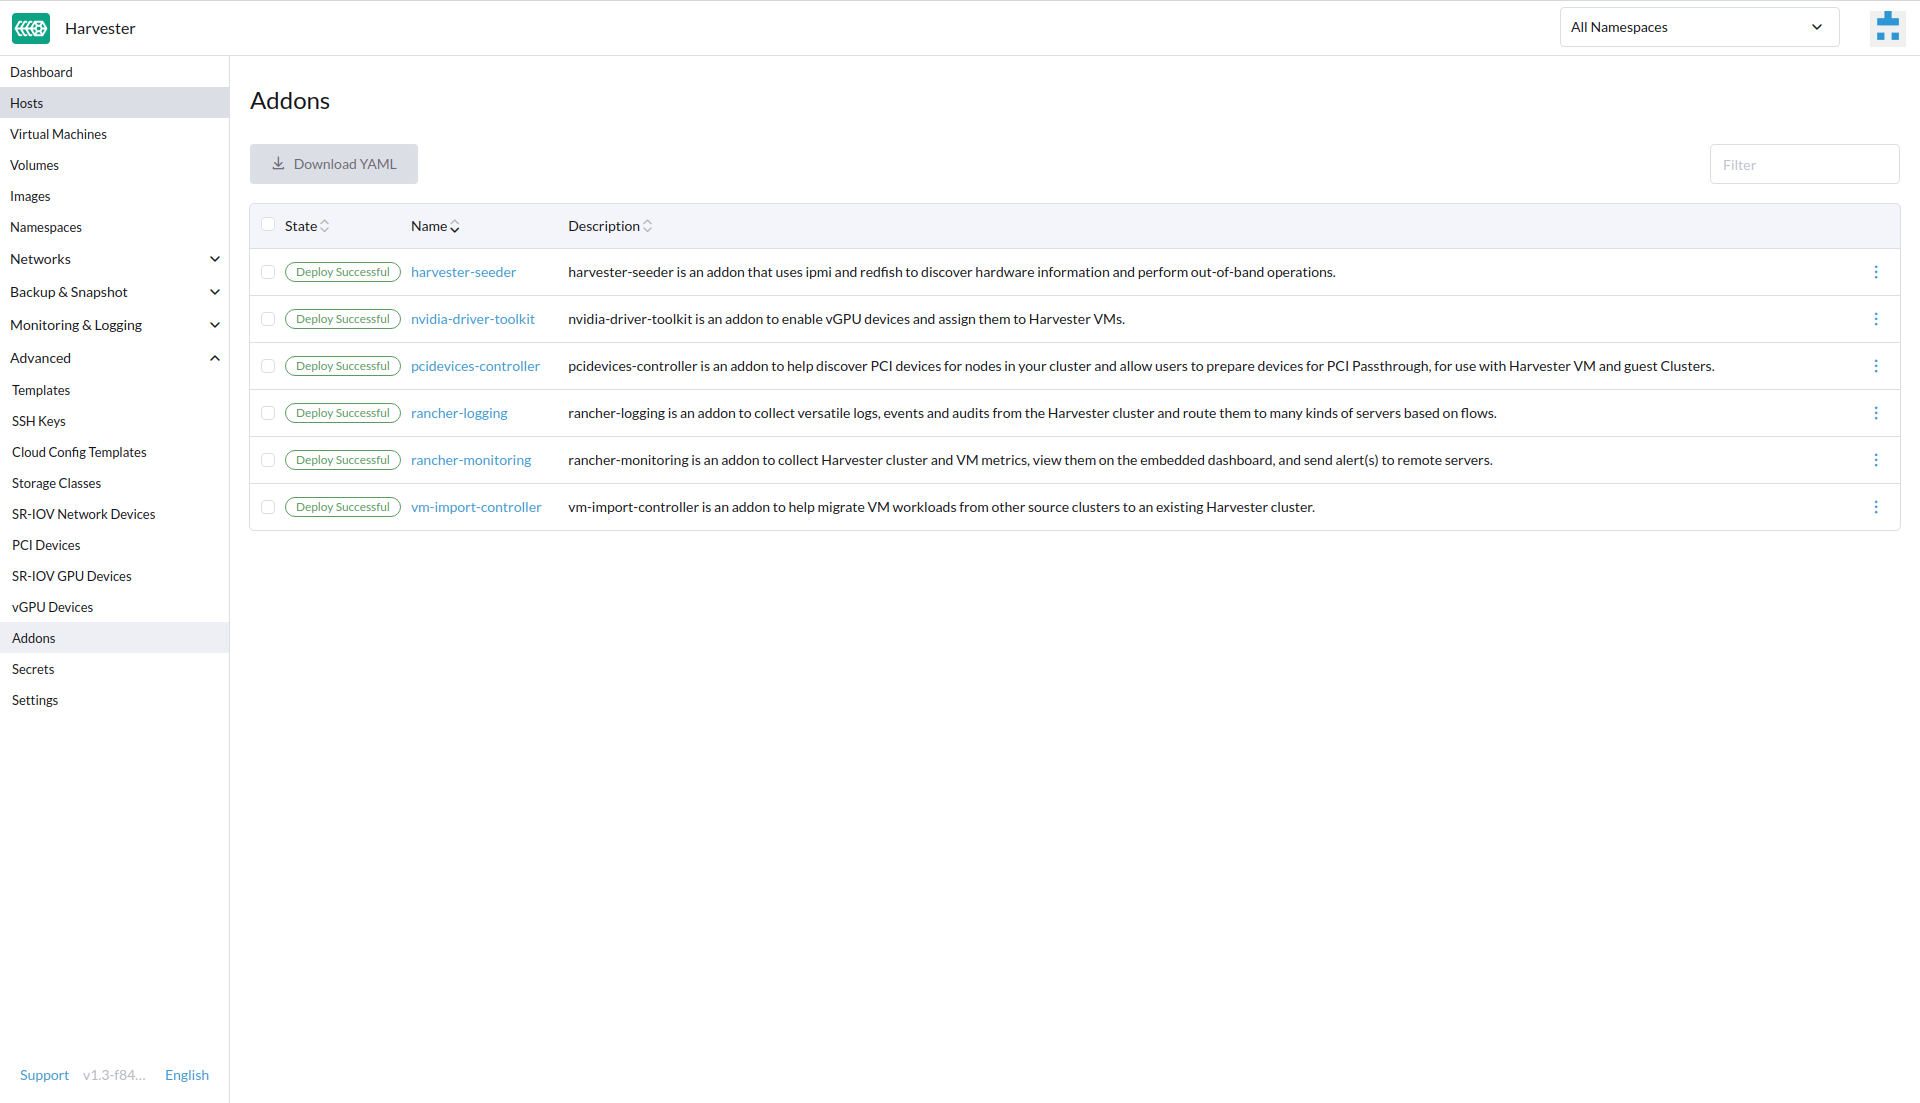 Harvester
All Namespaces
Dashboard
Hosts
Virtual Machines
Volumes
Images
Namespaces
Networks
Backup & Snapshot
Monitoring & Logging
Advanced
Templates
SSH Keys
Cloud Config Templates
Storage Classes
SR-IOV Network Devices
PCI Devices
SR-IOV GPU Devices
vGPU Devices
Addons
Secrets
Settings
Support v1.3-f84... English
Addons
Download YAML
Filter
State Name Description
Deploy Successful harvester-seeder harvester-seeder is an addon that uses ipmi and redfish to discover hardware information and perform out-of-band operations.
Deploy Successful nvidia-driver-toolkit nvidia-driver-toolkit is an addon to enable vGPU devices and assign them to Harvester VMs.
Deploy Successful pcidevices-controller pcidevices-controller is an addon to help discover PCI devices for nodes in your cluster and allow users to prepare devices for PCI Passthrough, for use with Harvester VM and guest Clusters.
Deploy Successful rancher-logging rancher-logging is an addon to collect versatile logs, events and audits from the Harvester cluster and route them to many kinds of servers based on flows.
Deploy Successful rancher-monitoring rancher-monitoring is an addon to collect Harvester cluster and VM metrics, view them on the embedded dashboard, and send alert(s) to remote servers.
Deploy Successful vm-import-controller vm-import-controller is an addon to help migrate VM workloads from other source clusters to an existing Harvester cluster.